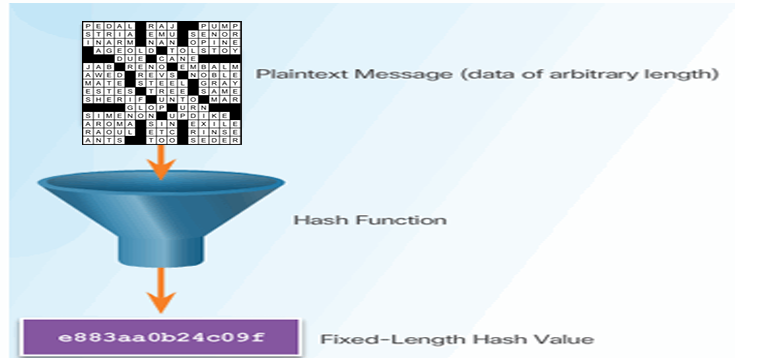 PEDAL RAJ PUMP
STRIA EMU SENOR
INARM NAN OPINE
AGEOLD TOLSTOY
DUE CANE
JAB RENO EMBALM
AWED REVS NOBLE
MATE STEEL GRAY
ESTES TREE SAME
SHERIF UNTO MAR
GLOP URN
SIMENON UPDIKE
AROMA SIN EXILE
RAOUL ETC RINSE
ANTS TOO SEDER
Plaintext Message (data of arbitrary length)
Hash Function
e883aa0b24c09f
Fixed-Length Hash Value